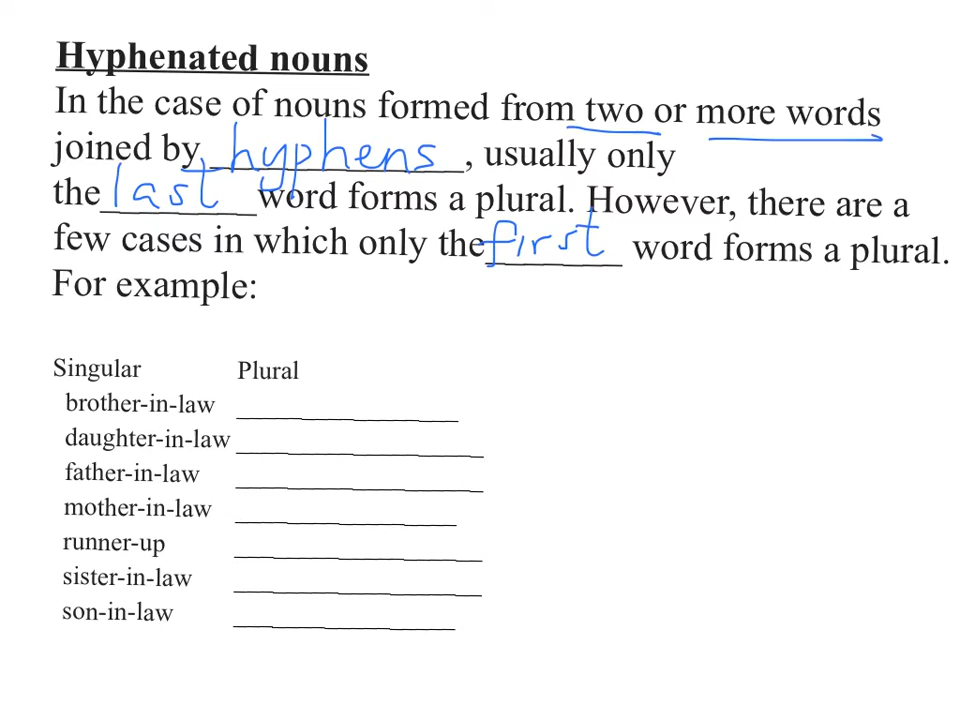 Hyphenated nouns
In the case of nouns formed from two or more words
joined by hyphens, usually only
the last word forms a plural. However, there are a
few cases in which only the first word forms a plural.
For example:
Singular Plural
brother-in-law
daughter-in-law
father-in-law
mother-in-law
runner-up
sister-in-law
son-in-law